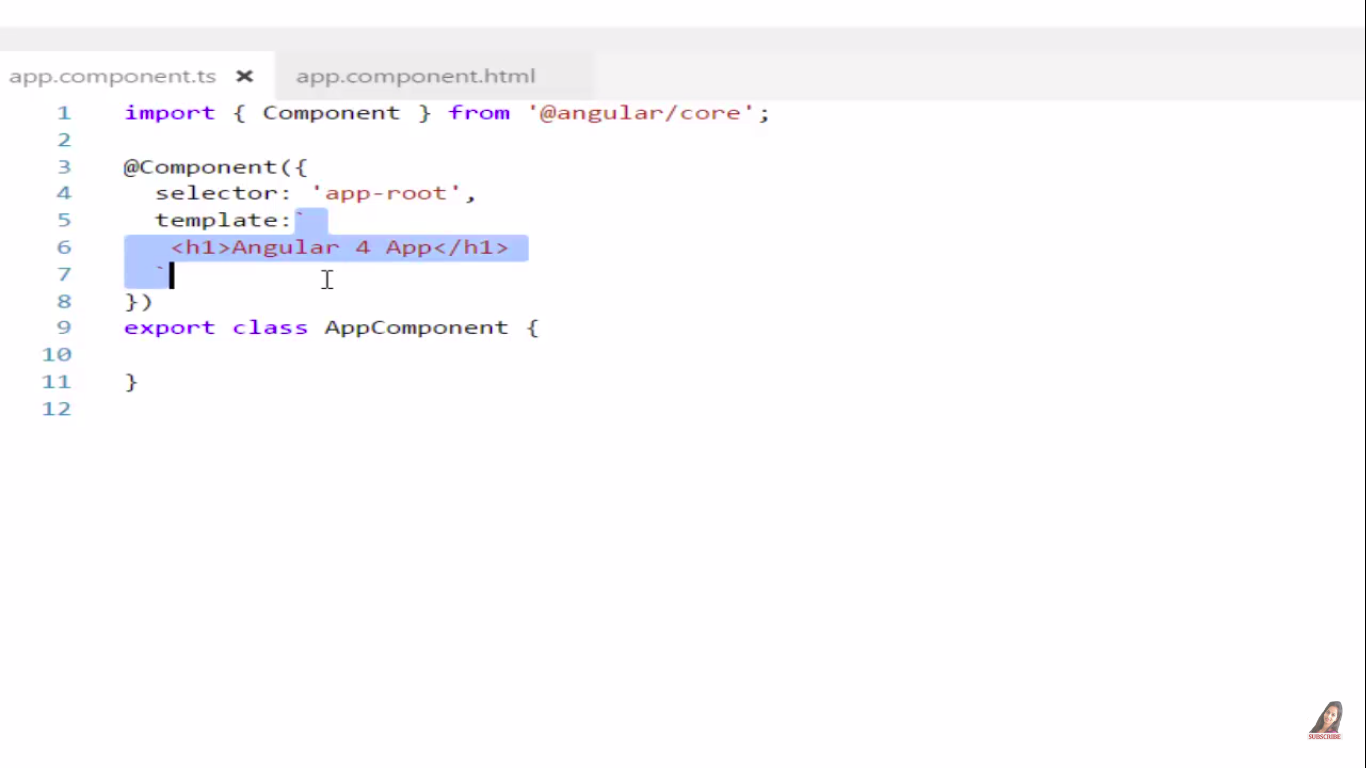 app.component.ts × app.component.html
1 import { Component } from '@angular/core';
2
3 @Component({
4 selector: 'app-root',
5 template:`
6 <h1>Angular 4 App</h1>
7 `
8 })
9 export class AppComponent {
10
11 }
12
SUBSCRIBE